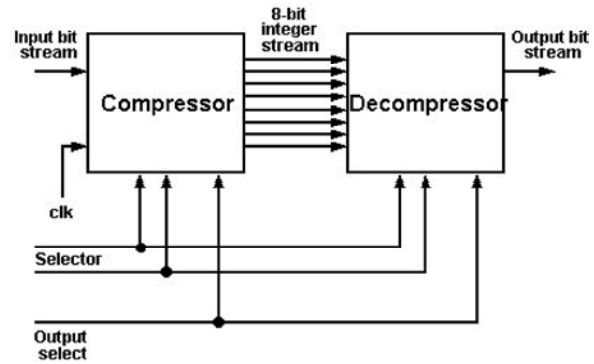 8-bit
integer
stream
Input bit
stream
Output bit
stream
Compressor
Decompressor
clk
Selector
Output
select